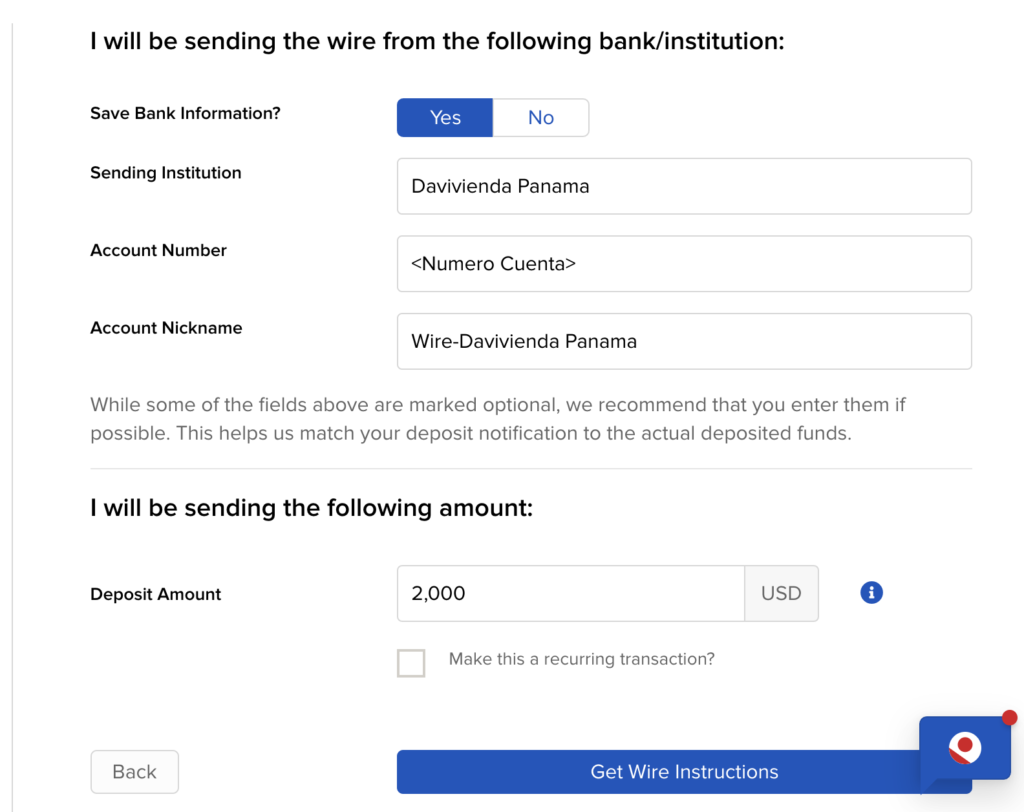 I will be sending the wire from the following bank/institution:
Save Bank Information?
Yes
No
Sending Institution
Davivienda Panama
Account Number
<Numero Cuenta>
Account Nickname
Wire-Davivienda Panama
While some of the fields above are marked optional, we recommend that you enter them if
possible. This helps us match your deposit notification to the actual deposited funds.
I will be sending the following amount:
Deposit Amount
2,000
USD
i
Make this a recurring transaction?
Back
Get Wire Instructions